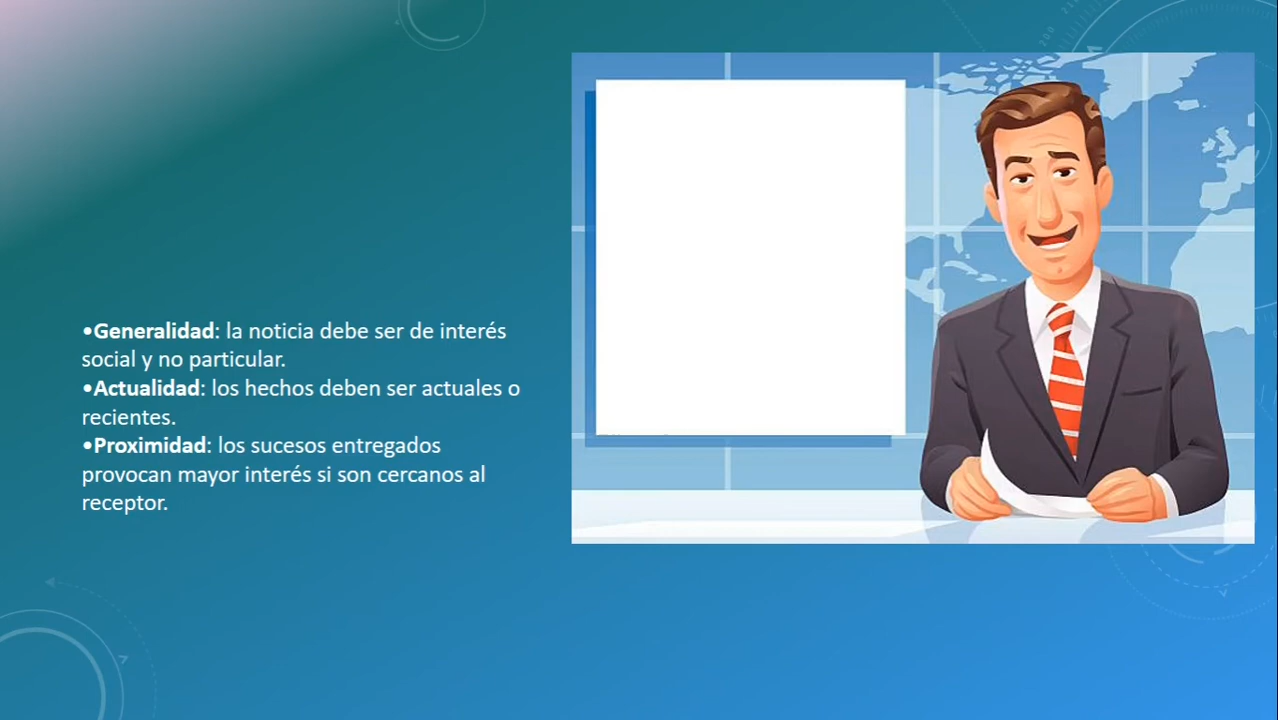 •Generalidad: la noticia debe ser de interés
social y no particular.
•Actualidad: los hechos deben ser actuales o
recientes.
•Proximidad: los sucesos entregados
provocan mayor interés si son cercanos al
receptor.